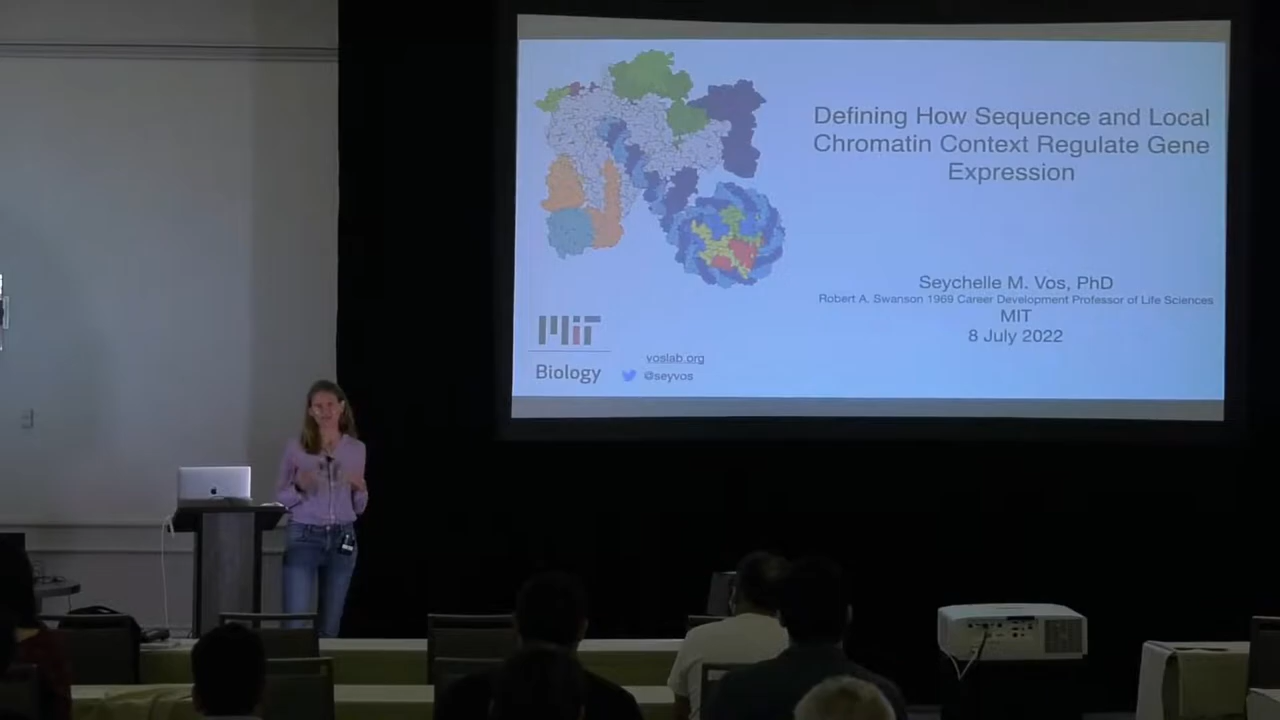 Defining How Sequence and Local
Chromatin Context Regulate Gene
Expression
Seychelle M. Vos, PhD
Robert A. Swanson 1969 Career Development Professor of Life Sciences
MIT
8 July 2022
MIT
Biology
voslab.org
@seyvos